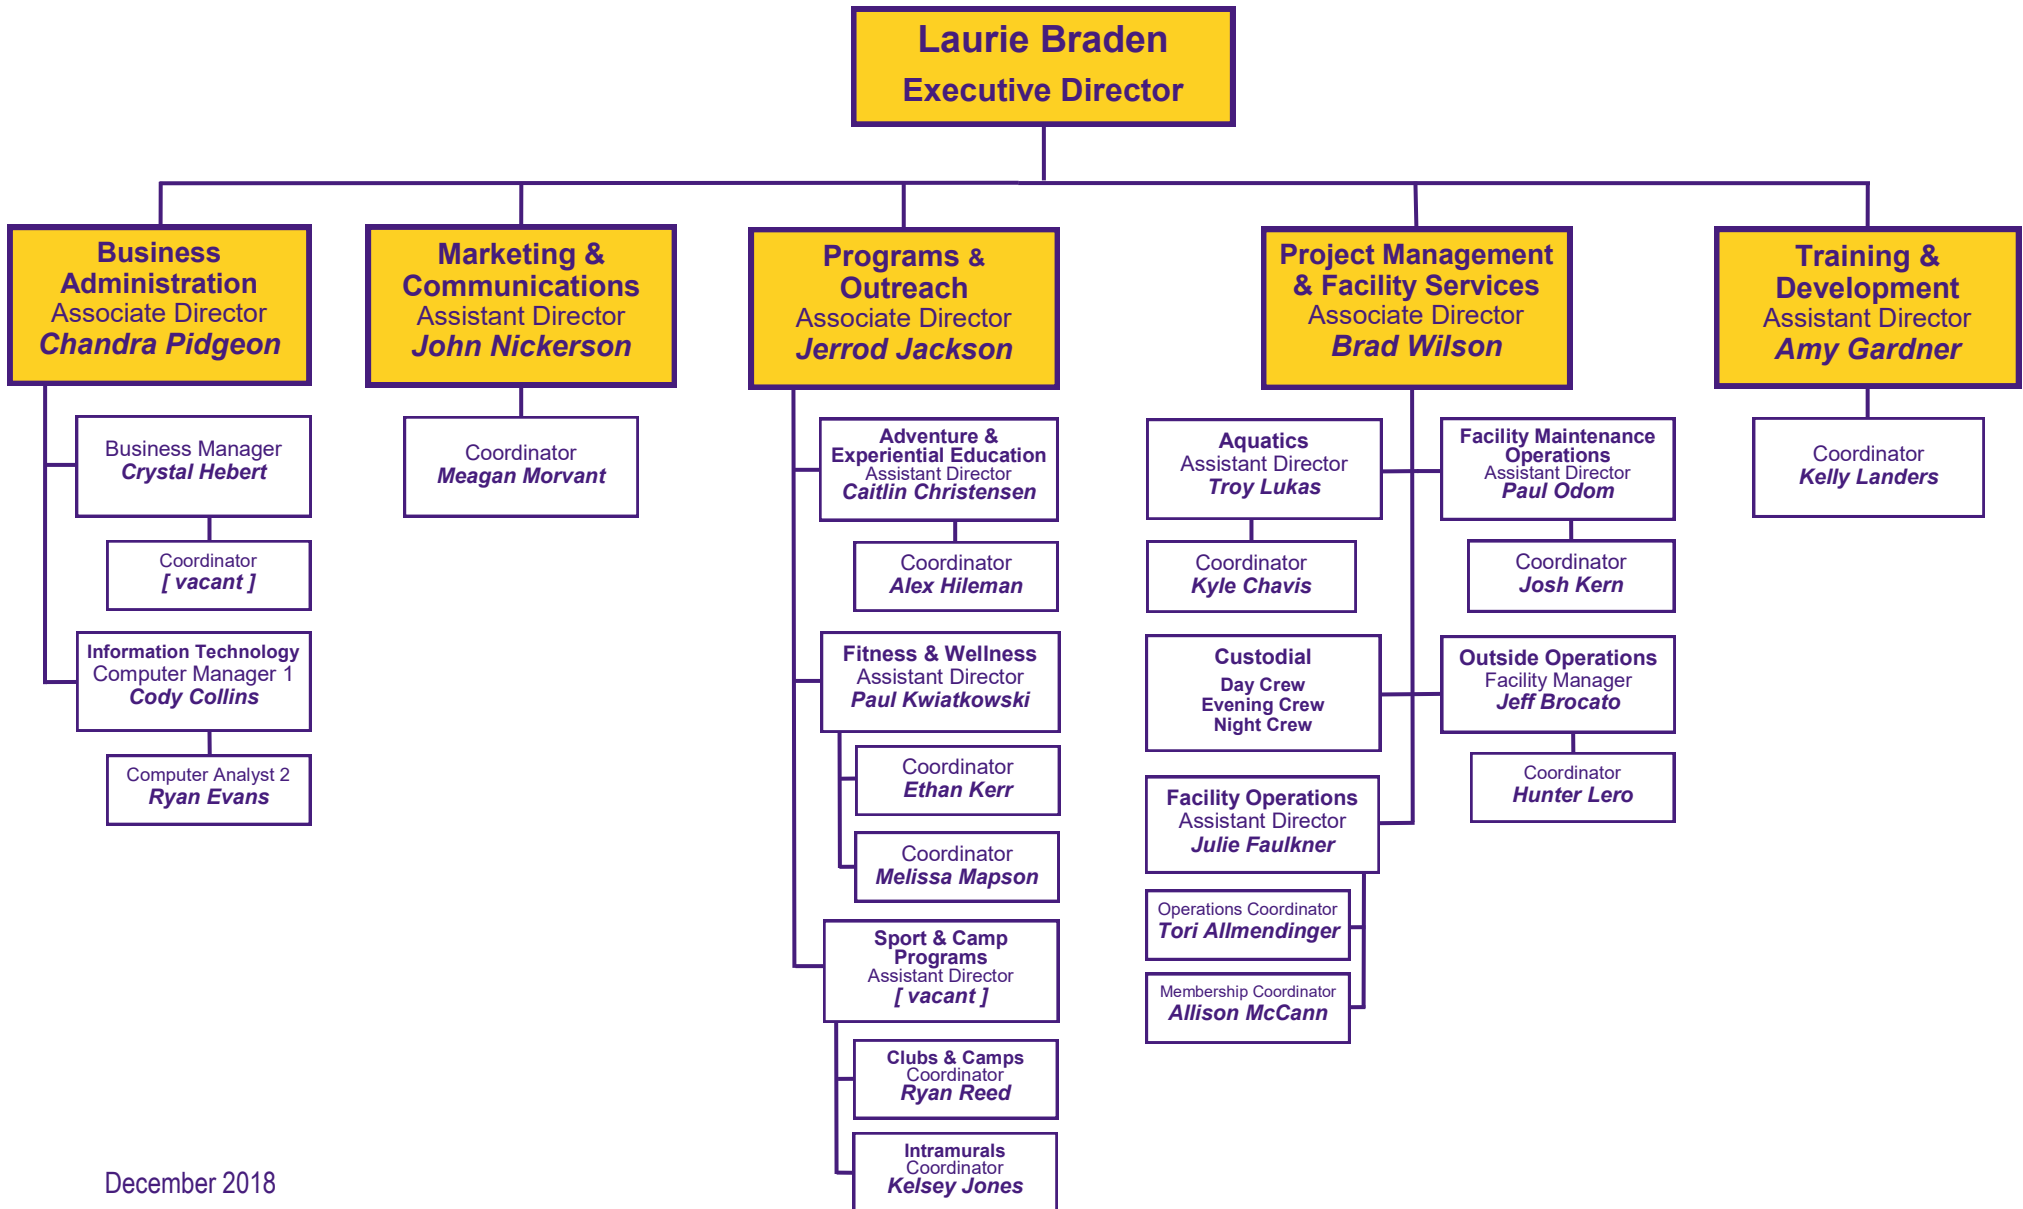 Laurie Braden
Executive Director
Business
Administration
Associate Director
Chandra Pidgeon
Marketing &
Communications
Assistant Director
John Nickerson
Programs &
Outreach
Associate Director
Jerrod Jackson
Project Management
& Facility Services
Associate Director
Brad Wilson
Training &
Development
Assistant Director
Amy Gardner
Business Manager
Crystal Hebert
Coordinator
[ vacant ]
Information Technology
Computer Manager 1
Cody Collins
Computer Analyst 2
Ryan Evans
Coordinator
Meagan Morvant
Adventure &
Experiential Education
Assistant Director
Caitlin Christensen
Coordinator
Alex Hileman
Fitness & Wellness
Assistant Director
Paul Kwiatkowski
Coordinator
Ethan Kerr
Coordinator
Melissa Mapson
Sport & Camp
Programs
Assistant Director
[ vacant ]
Clubs & Camps
Coordinator
Ryan Reed
Intramurals
Coordinator
Kelsey Jones
Aquatics
Assistant Director
Troy Lukas
Coordinator
Kyle Chavis
Custodial
Day Crew
Evening Crew
Night Crew
Facility Operations
Assistant Director
Julie Faulkner
Operations Coordinator
Tori Allmendinger
Membership Coordinator
Allison McCann
Facility Maintenance
Operations
Assistant Director
Paul Odom
Coordinator
Josh Kern
Outside Operations
Facility Manager
Jeff Brocato
Coordinator
Hunter Lero
Coordinator
Kelly Landers
December 2018